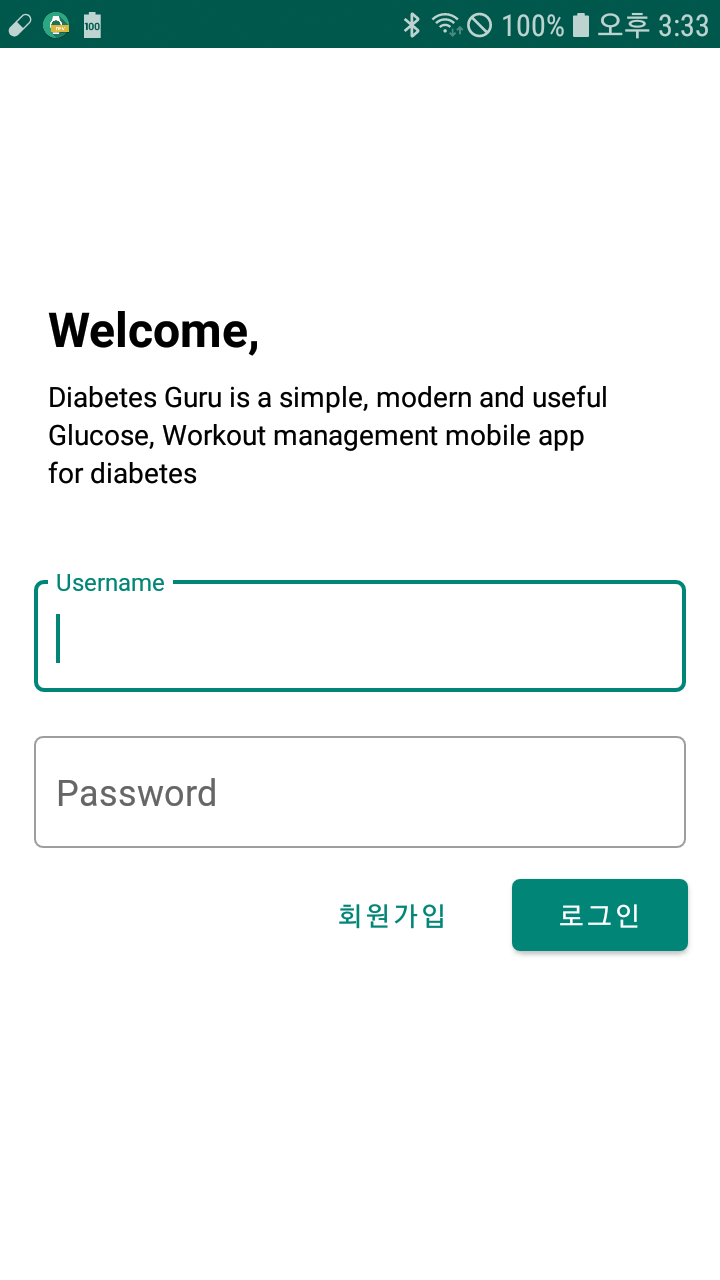 100 100% 오후 3:33
Welcome,
Diabetes Guru is a simple, modern and useful
Glucose, Workout management mobile app
for diabetes
Username
Password
회원가입 로그인